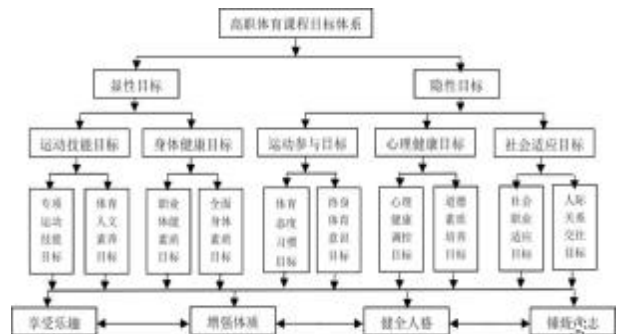 高职体育课程目标体系
显性目标
隐性目标
运动技能目标
身体健康目标
运动参与目标
心理健康目标
社会适应目标
专项运动技能目标
体育人文素养目标
职业体能素质目标
全面身体素质目标
体育态度习惯目标
终身体育意识目标
心理健康调控目标
道德素质培养目标
社会职业适应目标
人际关系交往目标
享受乐趣
增强体质
健全人格
锤炼意志